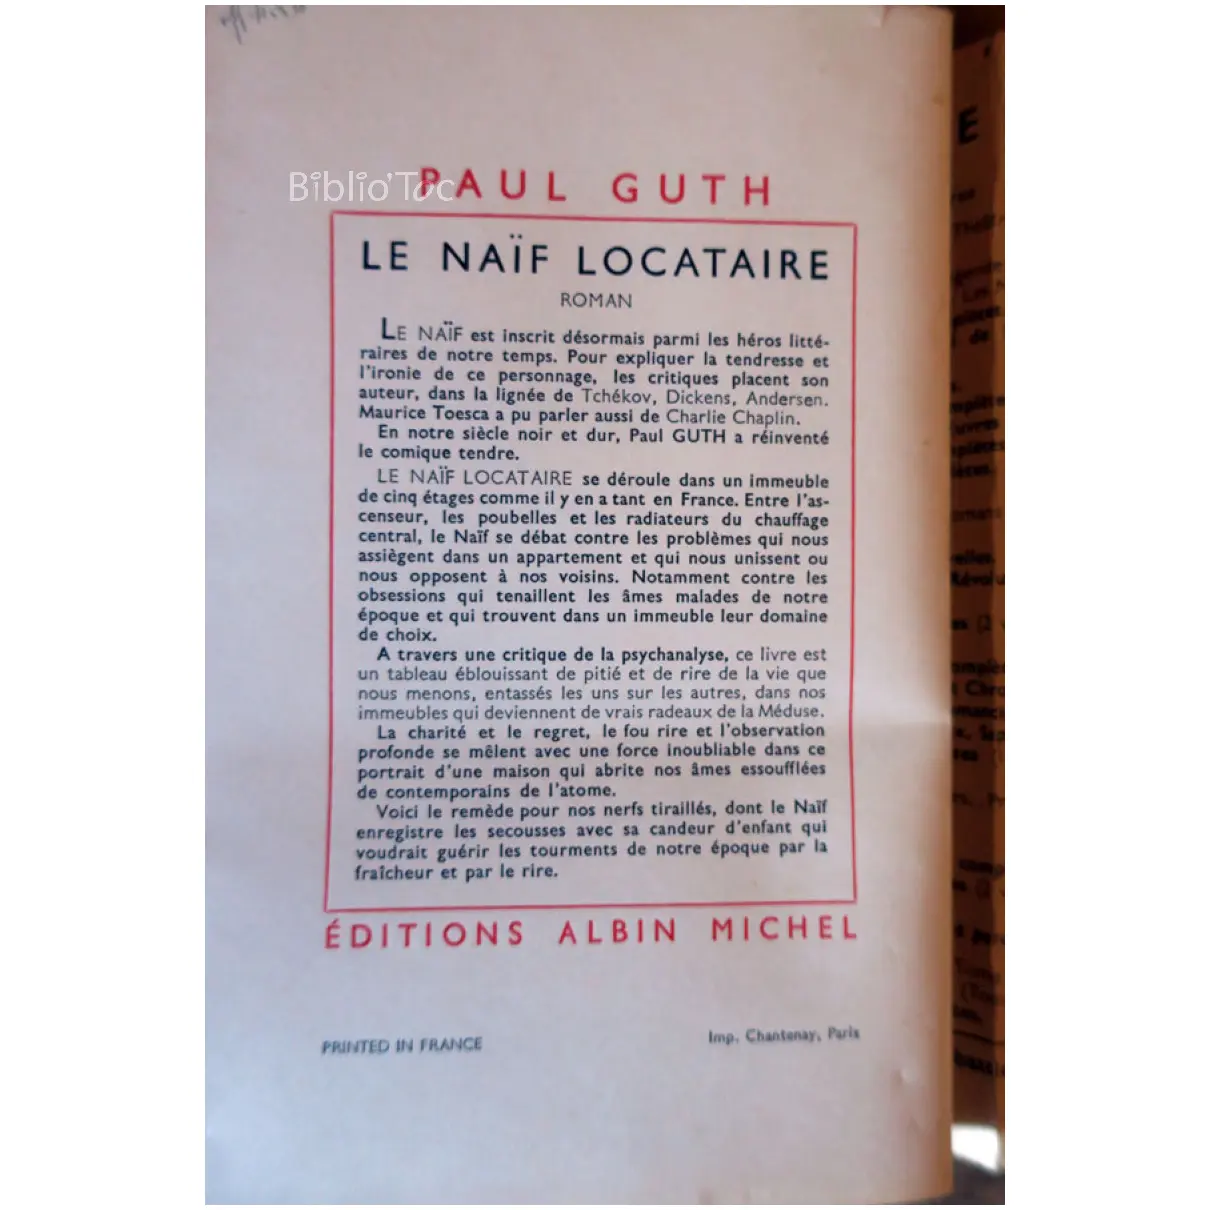 Biblio'Toc
PAUL GUTH
LE NAÏF LOCATAIRE
ROMAN
LE NAÏF est inscrit désormais parmi les héros litté-
raires de notre temps. Pour expliquer la tendresse et
l'ironie de ce personnage, les critiques placent son
auteur, dans la lignée de Tchékov, Dickens, Andersen.
Maurice Toesca a pu parler aussi de Charlie Chaplin.
En notre siècle noir et dur, Paul GUTH a réinventé
le comique tendre.
LE NAÏF LOCATAIRE se déroule dans un immeuble
de cinq étages comme il y en a tant en France. Entre l'as-
censeur, les poubelles et les radiateurs du chauffage
central, le Naïf se débat contre les problèmes qui nous
assiègent dans un appartement et qui nous unissent ou
nous opposent à nos voisins. Notamment contre les
obsessions qui tenaillent les âmes malades de notre
époque et qui trouvent dans un immeuble leur domaine
de choix.
A travers une critique de la psychanalyse, ce livre est
un tableau éblouissant de pitié et de rire de la vie que
nous menons, entassés les uns sur les autres, dans nos
immeubles qui deviennent de vrais radeaux de la Méduse.
La charité et le regret, le fou rire et l'observation
profonde se mêlent avec une force inoubliable dans ce
portrait d'une maison qui abrite nos âmes essoufflées
de contemporains de l'atome.
Voici le remède pour nos nerfs tiraillés, dont le Naïf
enregistre les secousses avec sa candeur d'enfant qui
voudrait guérir les tourments de notre époque par la
fraîcheur et par le rire.
ÉDITIONS ALBIN MICHEL
PRINTED IN FRANCE
Imp. Chantenay, Paris